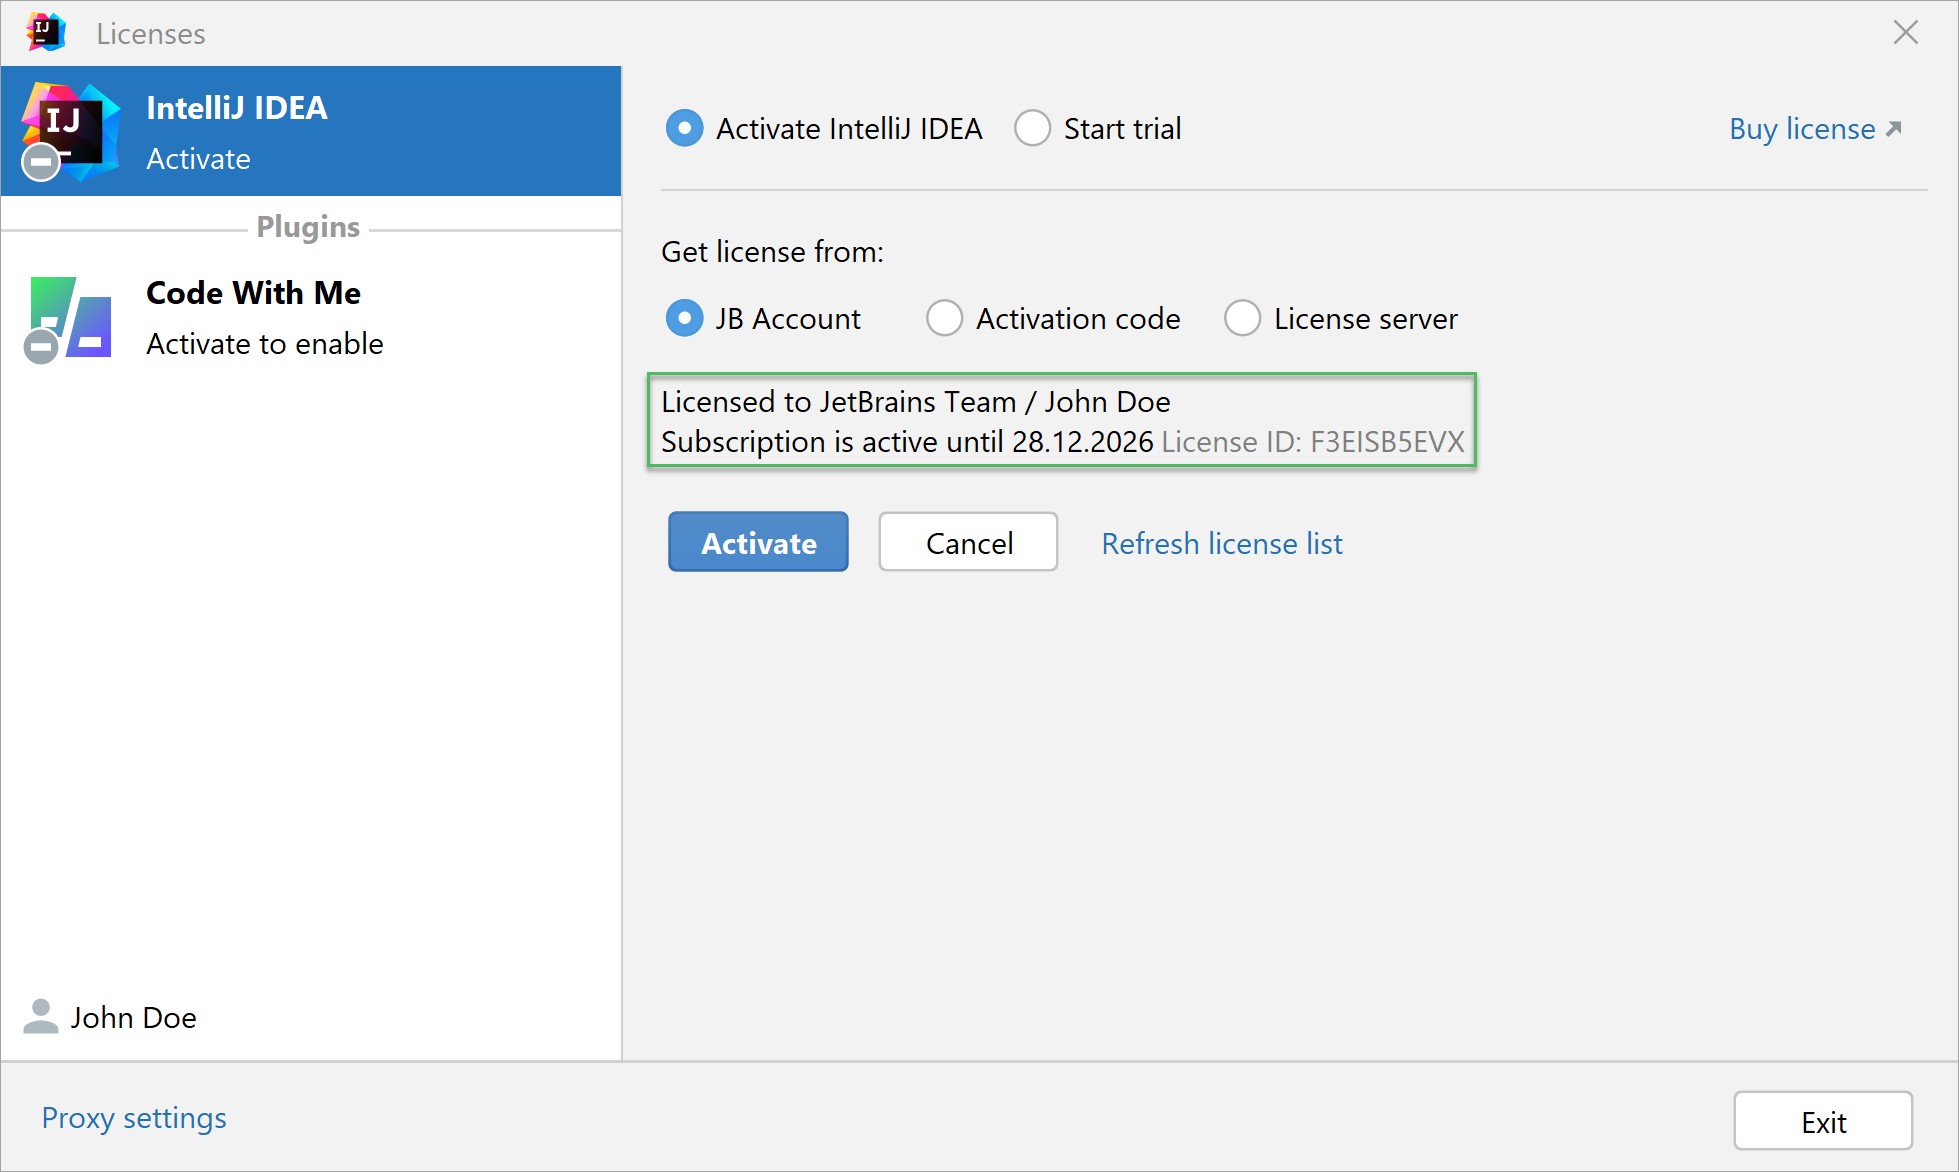 IJ
Licenses
IJ
IntelliJ IDEA
Activate
Plugins
Code With Me
Activate to enable
John Doe
Activate IntelliJ IDEA Start trial Buy license
Get license from:
JB Account Activation code License server
Licensed to JetBrains Team / John Doe
Subscription is active until 28.12.2026 License ID: F3EISB5EVX
Activate Cancel Refresh license list
Proxy settings Exit